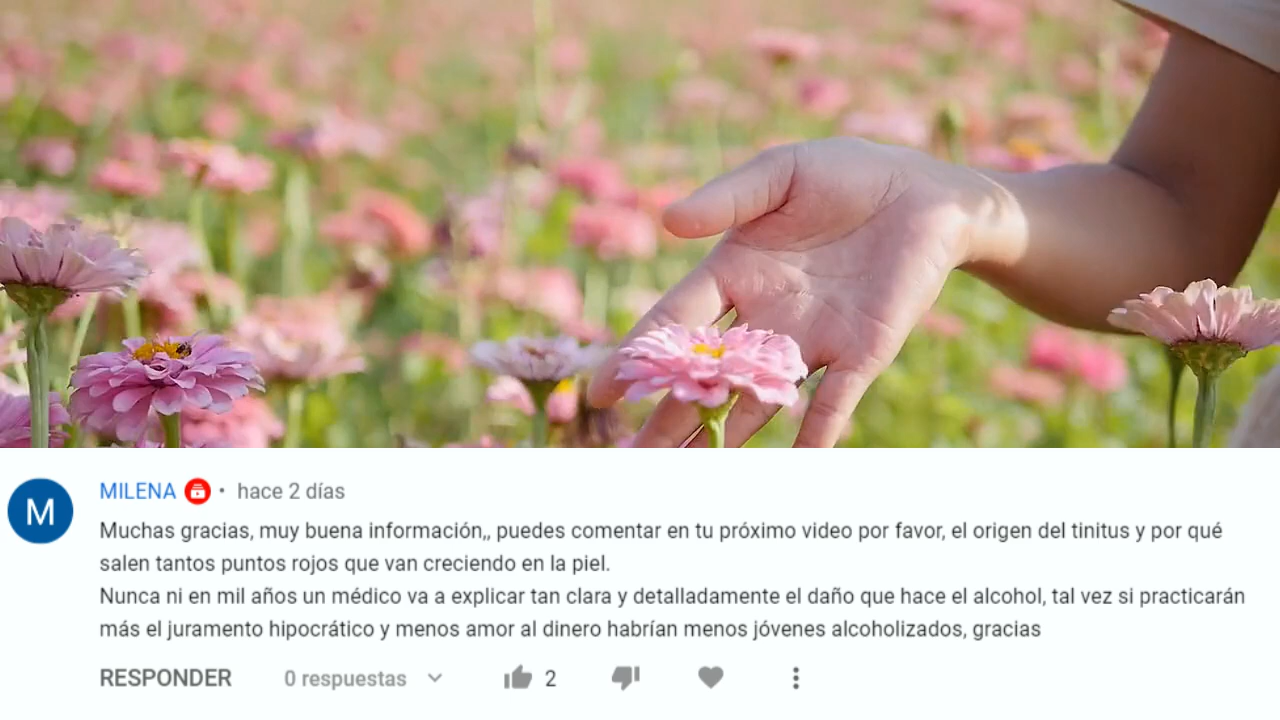 M
MILENA • hace 2 días
Muchas gracias, muy buena información,, puedes comentar en tu próximo video por favor, el origen del tinitus y por qué
salen tantos puntos rojos que van creciendo en la piel.
Nunca ni en mil años un médico va a explicar tan clara y detalladamente el daño que hace el alcohol, tal vez si practicarán
más el juramento hipocrático y menos amor al dinero habrían menos jóvenes alcoholizados, gracias
RESPONDER 0 respuestas 2